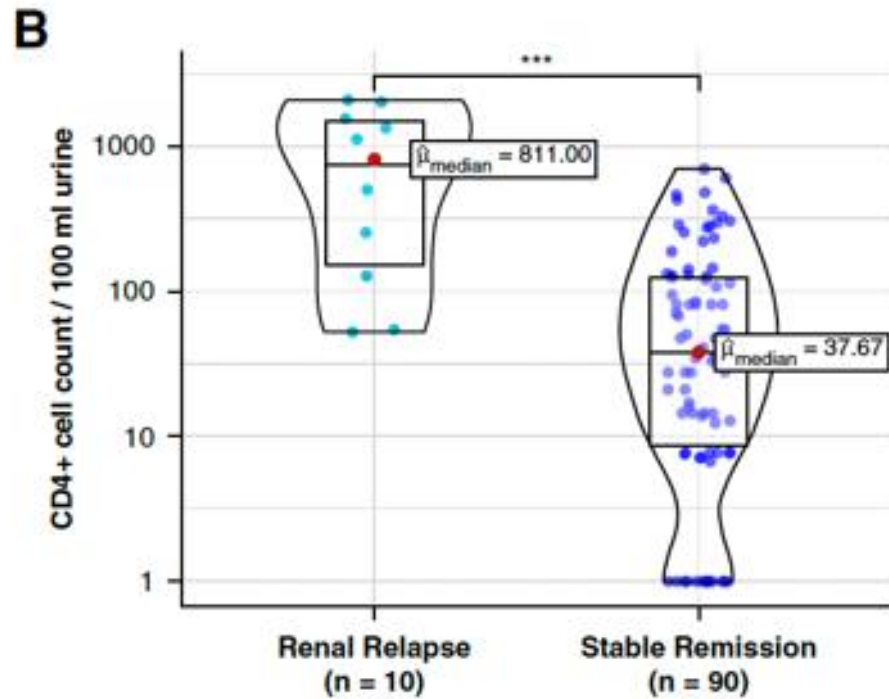 B
***
CD4+ cell count / 100 ml urine
1000
100
10
1
μ̂median = 811.00
μ̂median = 37.67
Renal Relapse
(n = 10)
Stable Remission
(n = 90)